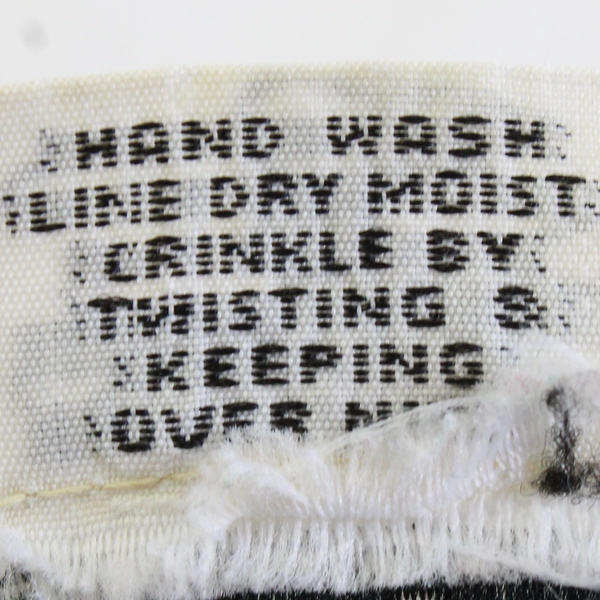 HAND WASH
LINE DRY MOIST
CRINKLE BY
TWISTING &
KEEPING
OVER